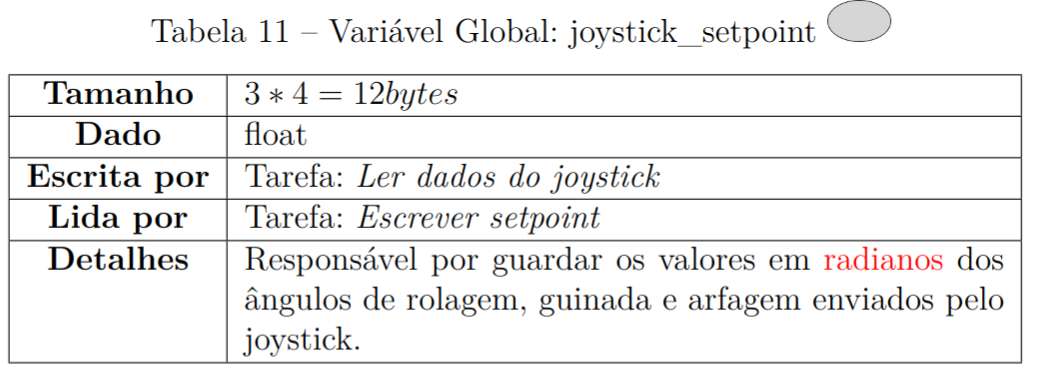 Tabela 11 – Variável Global: joystick_setpoint
Tamanho 3 ∗ 4 = 12bytes
Dado float
Escrita por Tarefa: Ler dados do joystick
Lida por Tarefa: Escrever setpoint
Detalhes Responsável por guardar os valores em radianos dos
ângulos de rolagem, guinada e arfagem enviados pelo
joystick.